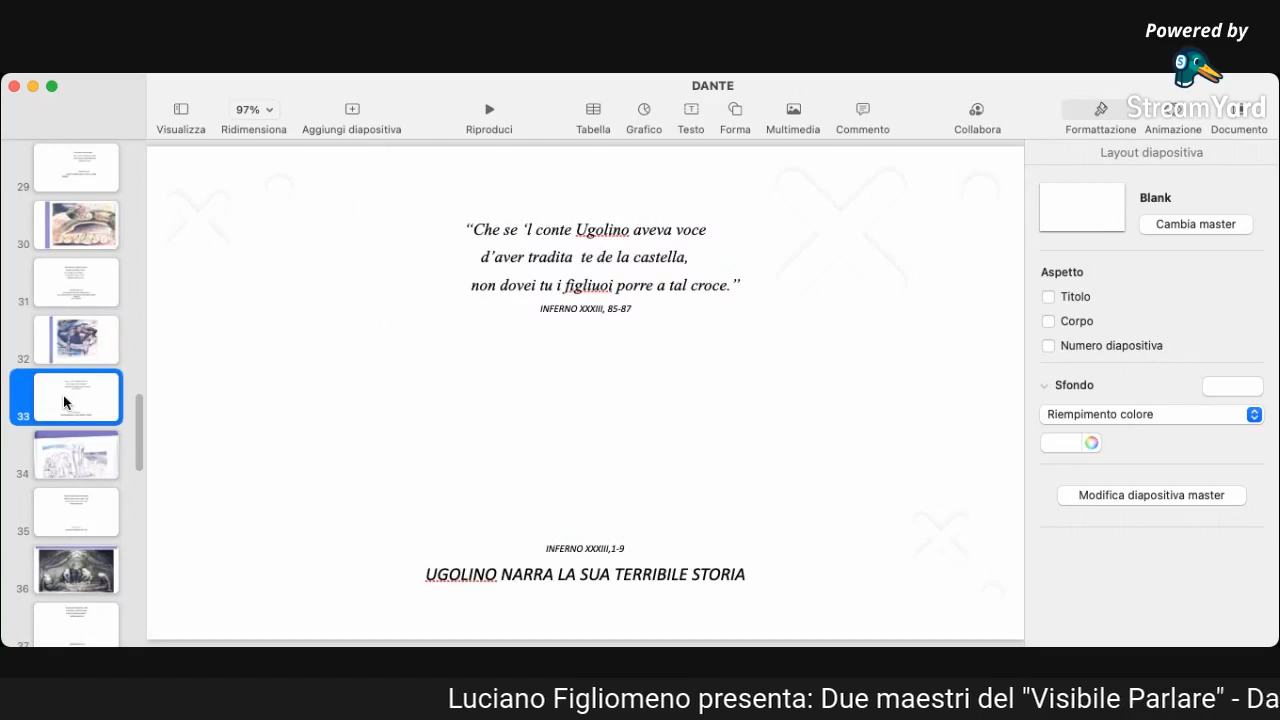 Powered by
StreamYard
DANTE
97%
Visualizza
Ridimensiona
Aggiungi diapositiva
Riproduci
Tabella
Grafico
Testo
Forma
Multimedia
Commento
Collabora
Formattazione
Animazione
Documento
29
30
31
32
33
34
35
36
“Che se ‘l conte Ugolino aveva voce
d’aver tradita te de la castella,
non dovei tu i figliuoi porre a tal croce.”
INFERNO XXXIII, 85-87
INFERNO XXXIII,1-9
UGOLINO NARRA LA SUA TERRIBILE STORIA
Layout diapositiva
Blank
Cambia master
Aspetto
Titolo
Corpo
Numero diapositiva
Sfondo
Riempimento colore
Modifica diapositiva master
Luciano Figliomeno presenta: Due maestri del "Visibile Parlare" - Da